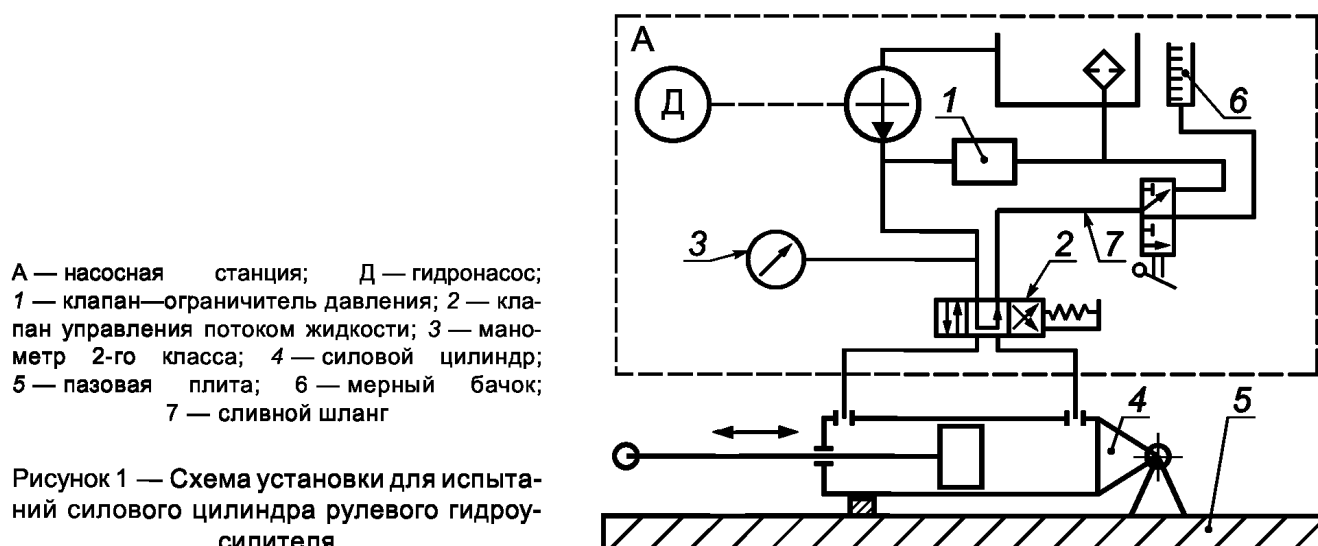 А
Д
1
6
3
2
7
4
5
А — насосная станция; Д — гидронасос;
1 — клапан—ограничитель давления; 2 — кла-
пан управления потоком жидкости; 3 — мано-
метр 2-го класса; 4 — силовой цилиндр;
5 — пазовая плита; 6 — мерный бачок;
7 — сливной шланг
Рисунок 1 — Схема установки для испыта-
ний силового цилиндра рулевого гидроу-
силителя